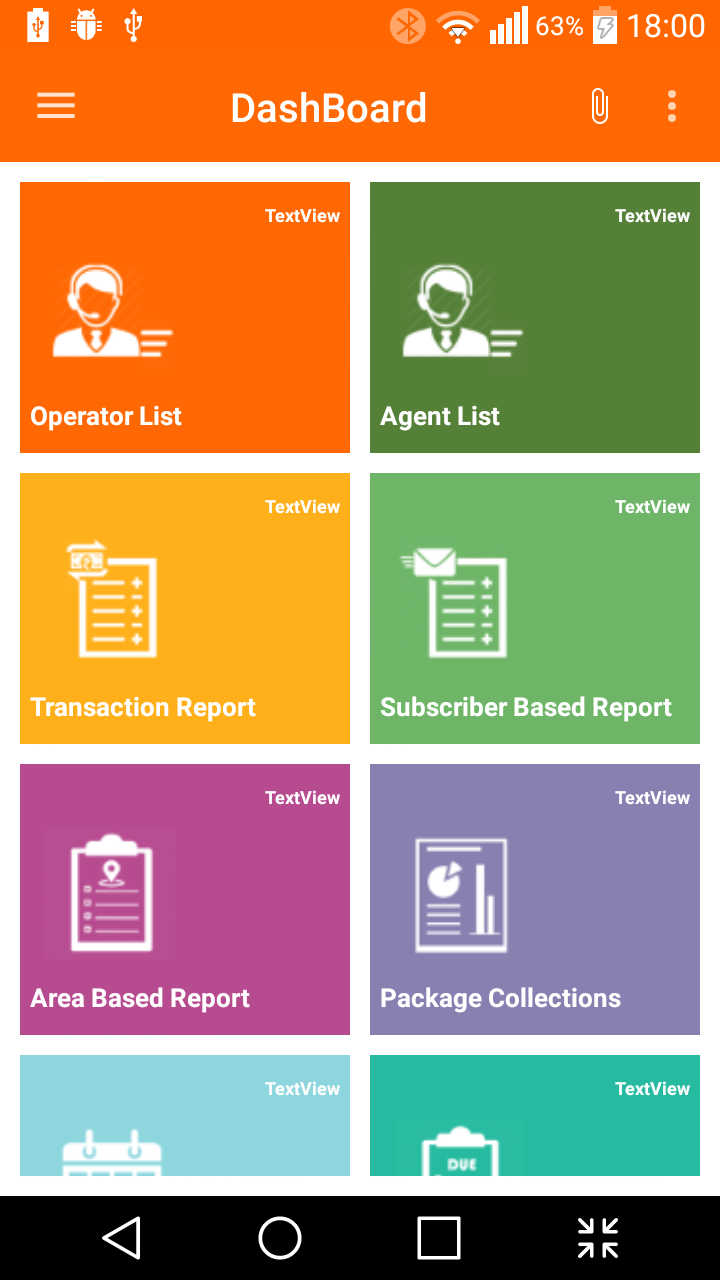 63% 18:00
DashBoard
TextView
TextView
Operator List
Agent List
TextView
TextView
Transaction Report
Subscriber Based Report
TextView
TextView
Area Based Report
Package Collections
TextView
TextView
DUE